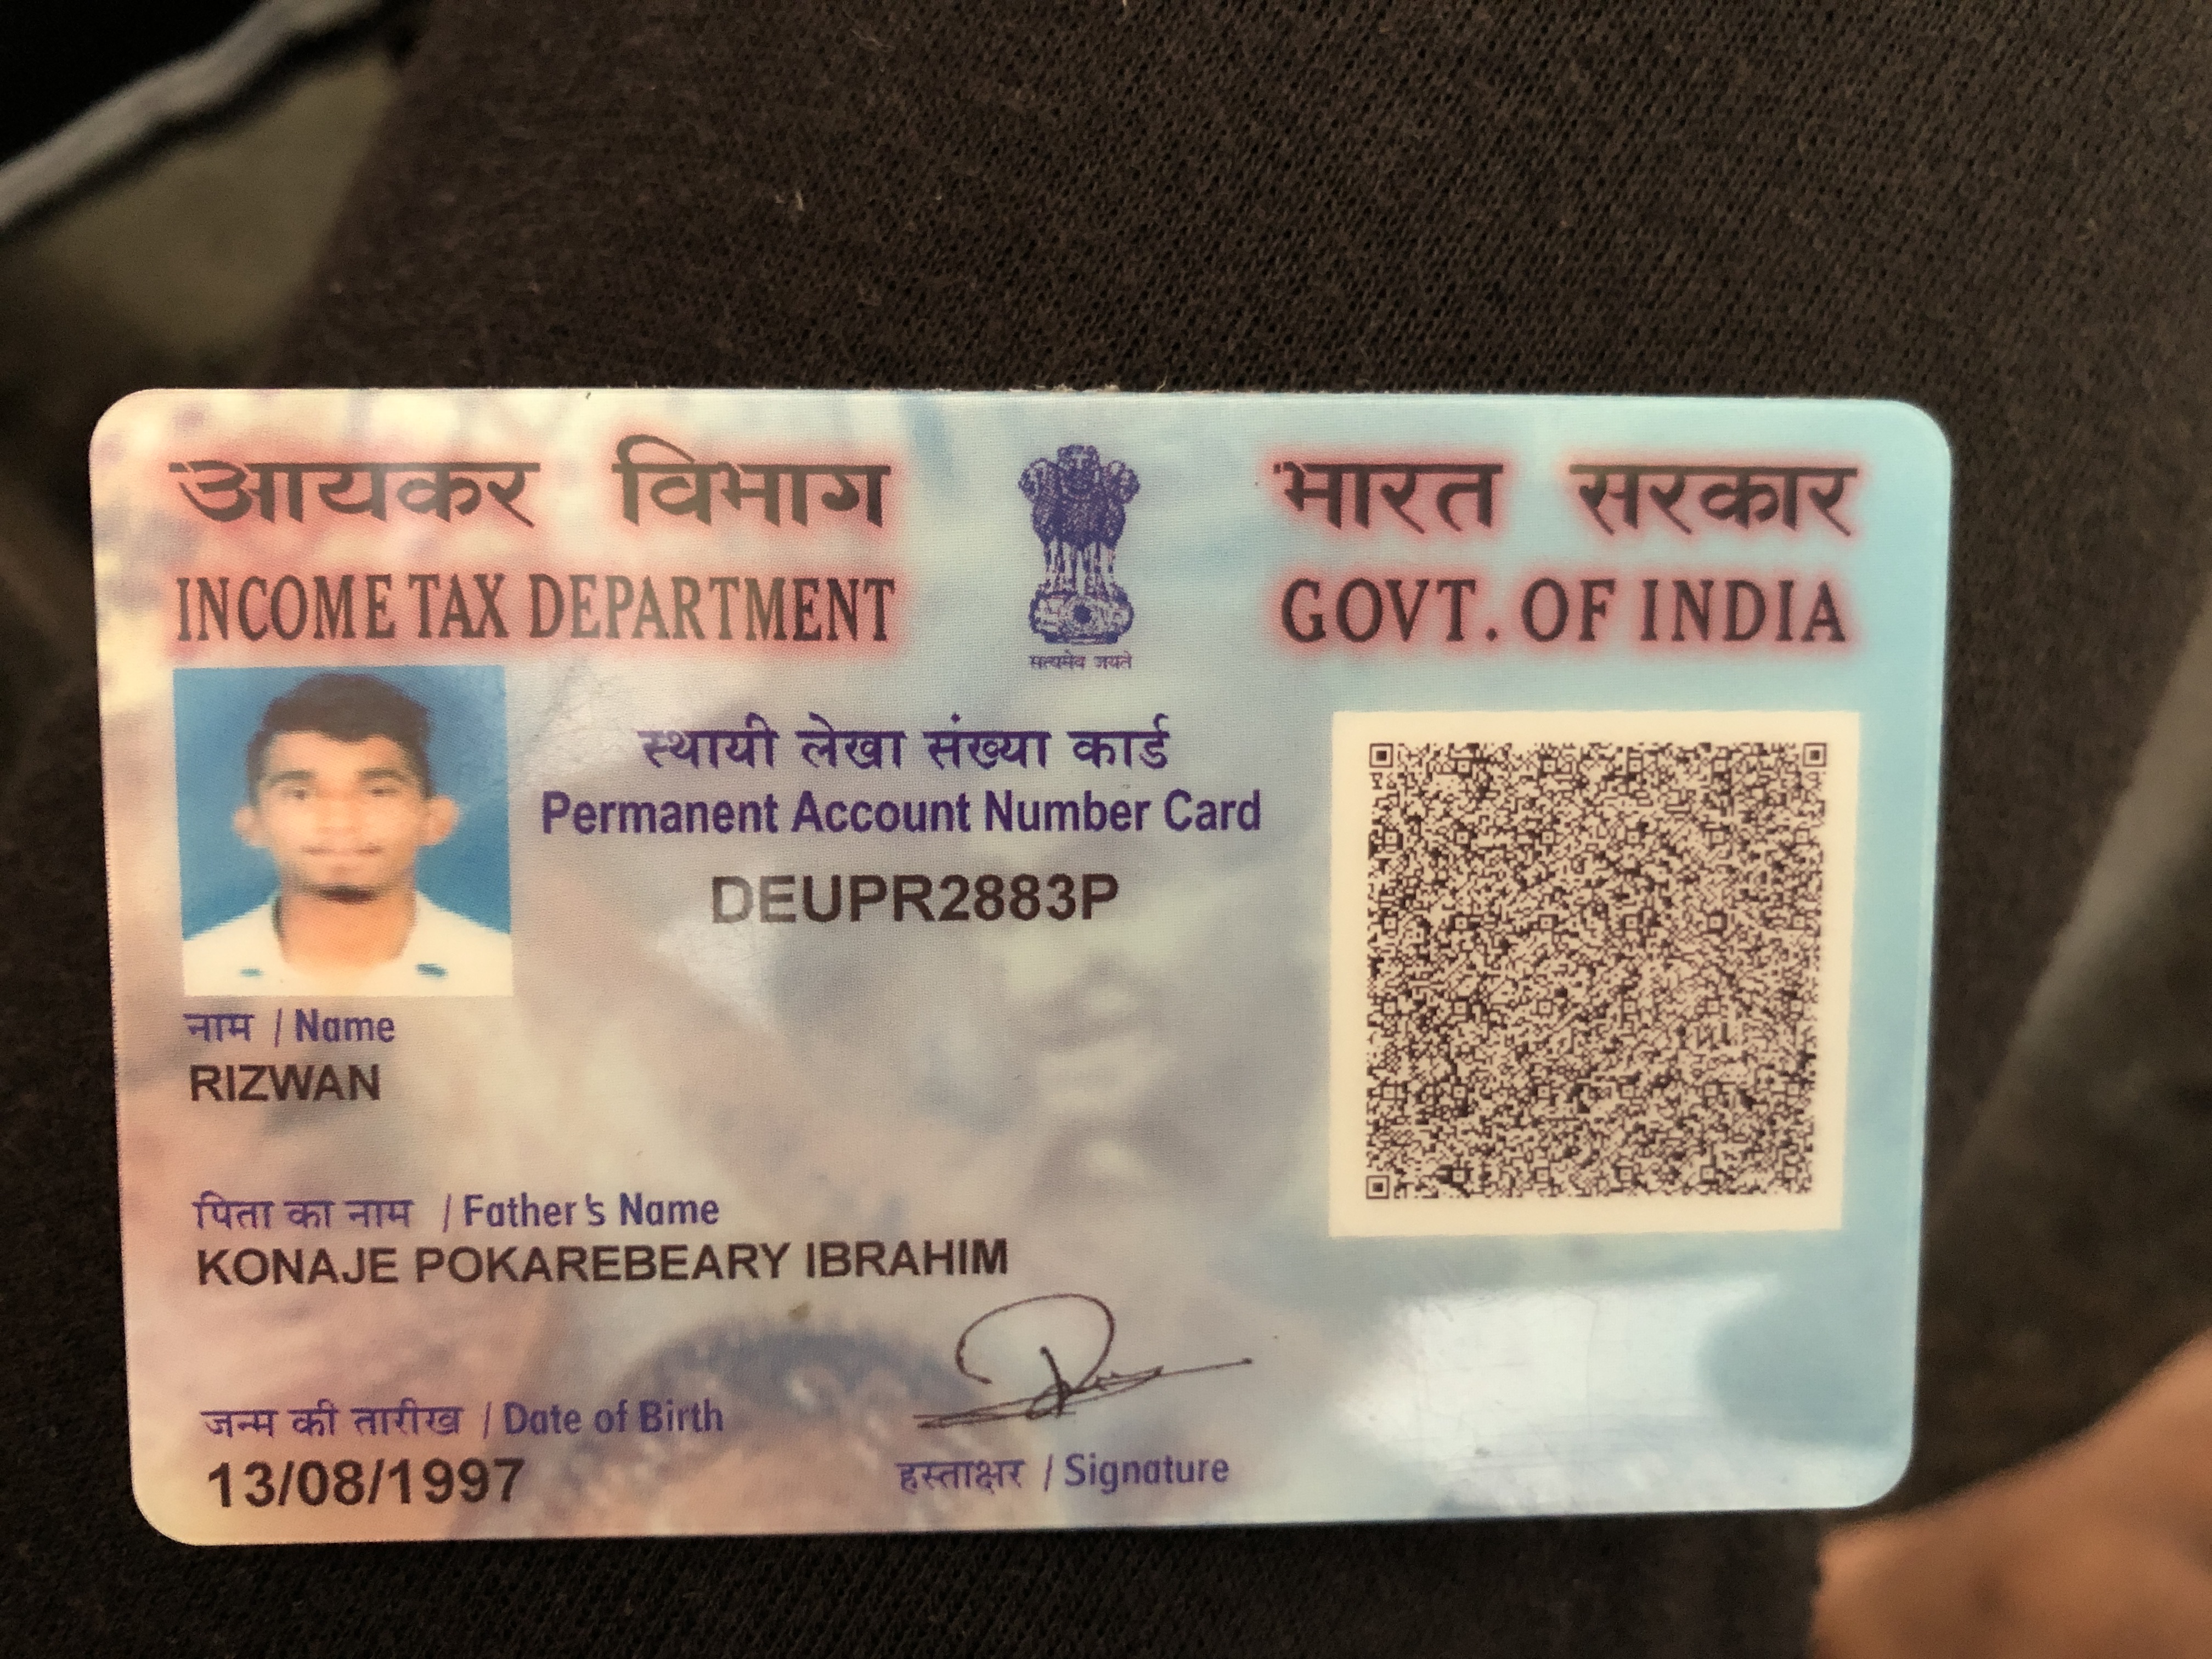 आयकर विभाग
INCOME TAX DEPARTMENT
सत्यमेव जयते
भारत सरकार
GOVT. OF INDIA
स्थायी लेखा संख्या कार्ड
Permanent Account Number Card
DEUPR2883P
नाम / Name
RIZWAN
पिता का नाम / Father's Name
KONAJE POKAREBEARY IBRAHIM
जन्म की तारीख / Date of Birth
13/08/1997
हस्ताक्षर / Signature